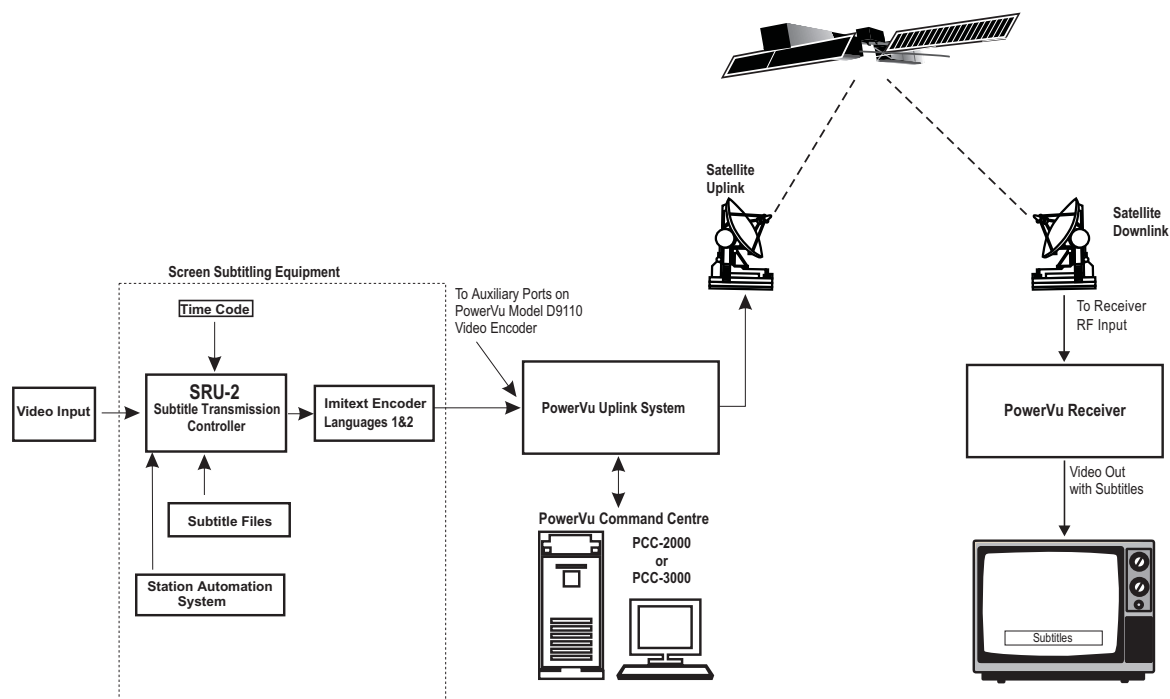 Satellite
Uplink
Satellite
Downlink
Screen Subtitling Equipment
To Auxiliary Ports on
PowerVu Model D9110
Video Encoder
To Receiver
RF Input
Time Code
Video Input
SRU-2
Subtitle Transmission
Controller
Imitext Encoder
Languages 1&2
PowerVu Uplink System
PowerVu Receiver
Subtitle Files
Station Automation
System
Video Out
with Subtitles
PowerVu Command Centre
PCC-2000
or
PCC-3000
Subtitles